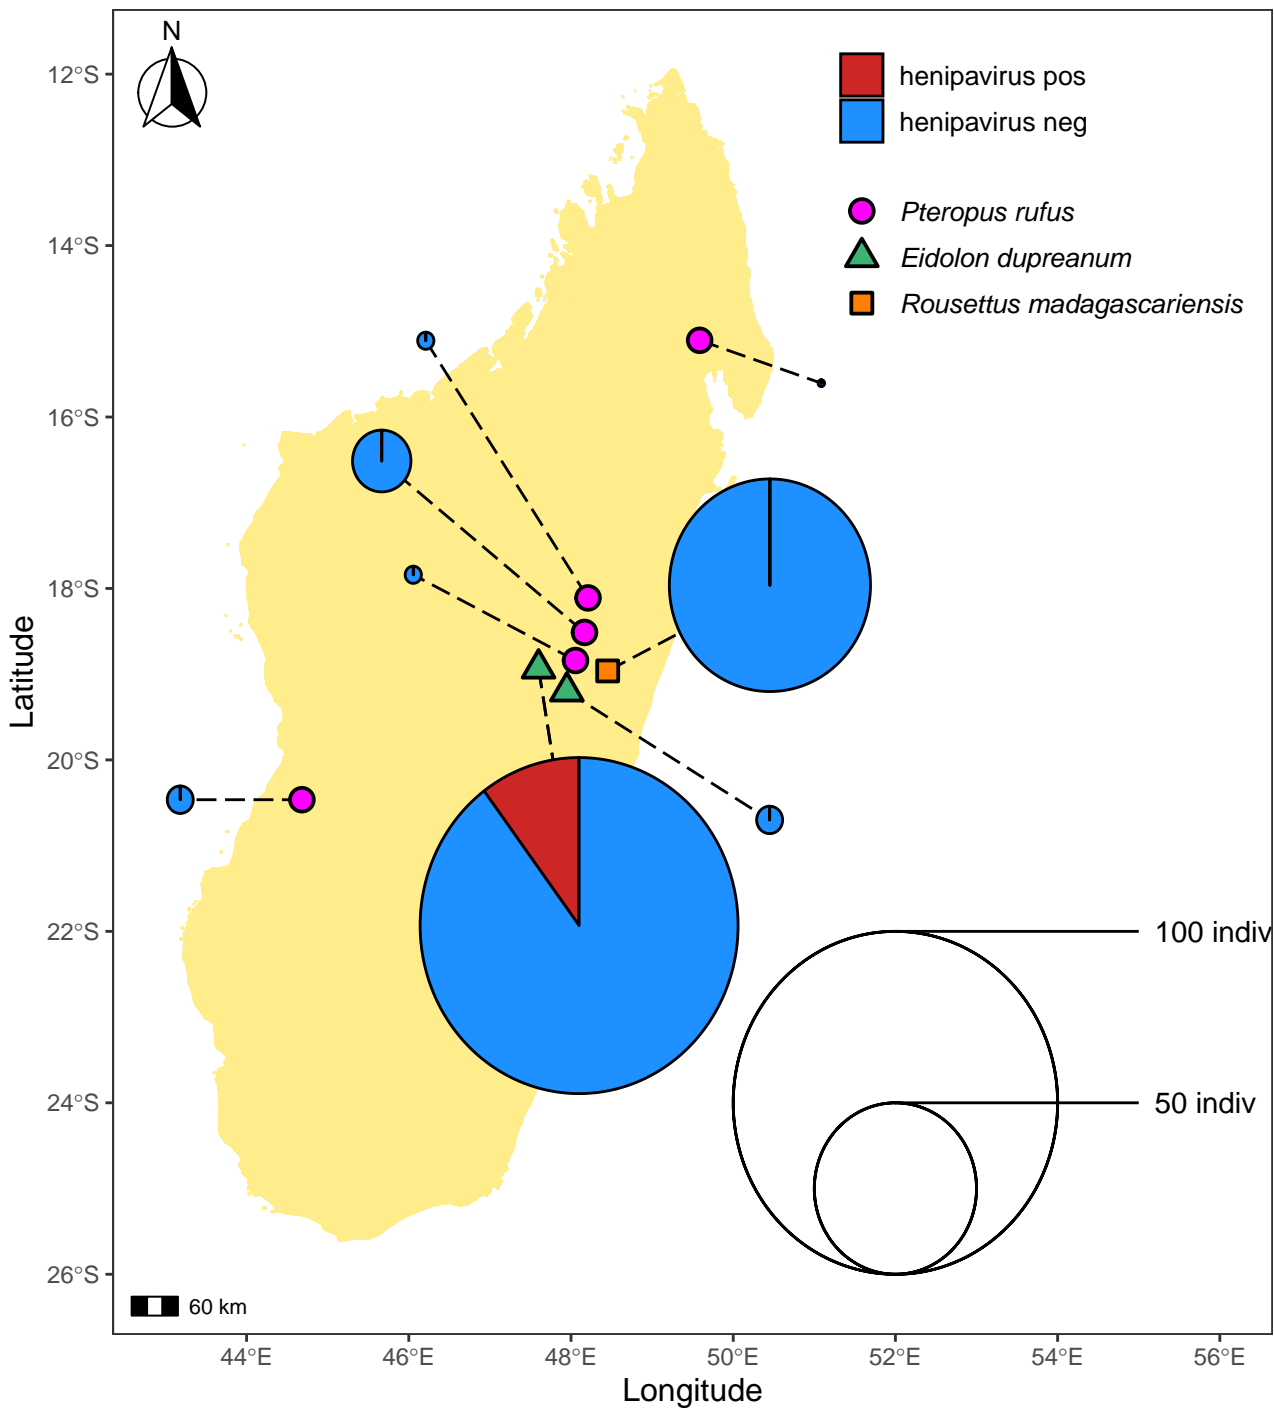 N
henipavirus pos
henipavirus neg
Pteropus rufus
Eidolon dupreanum
Rousettus madagascariensis
12°S
14°S
16°S
18°S
20°S
22°S
24°S
26°S
Latitude
100 indiv
50 indiv
60 km
44°E
46°E
48°E
50°E
52°E
54°E
56°E
Longitude